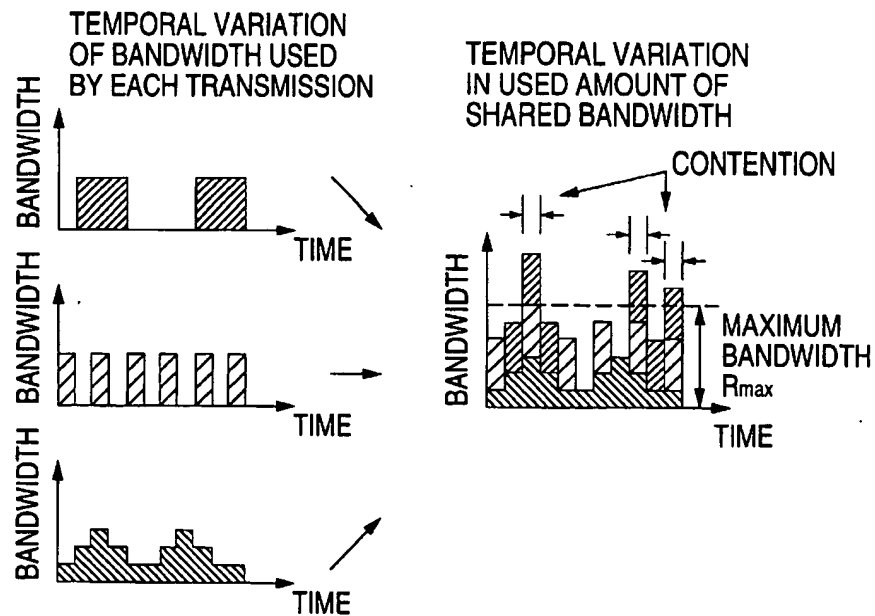 TEMPORAL VARIATION
OF BANDWIDTH USED
BY EACH TRANSMISSION
BANDWIDTH
TIME
BANDWIDTH
TIME
BANDWIDTH
TIME
TEMPORAL VARIATION
IN USED AMOUNT OF
SHARED BANDWIDTH
CONTENTION
BANDWIDTH
MAXIMUM
BANDWIDTH
Rmax
TIME